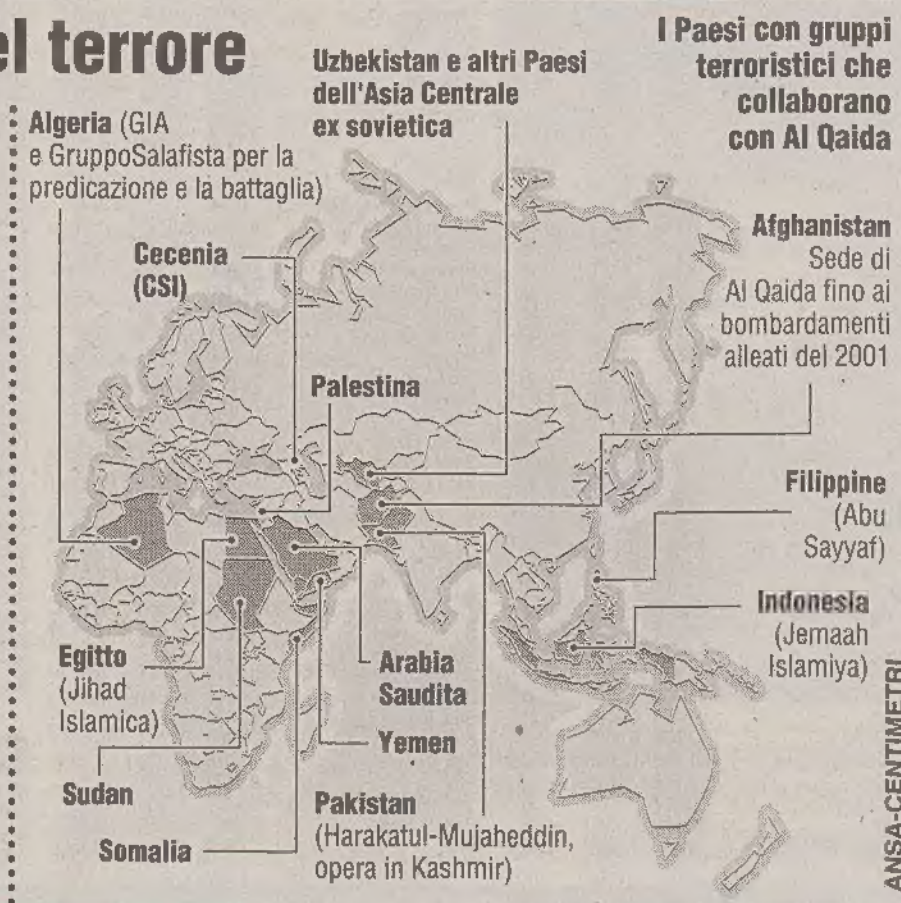 el terrore
I Paesi con gruppi
terroristici che
collaborano
con Al Qaida
Uzbekistan e altri Paesi
dell'Asia Centrale
ex sovietica
Algeria (GIA
e GruppoSalafista per la
predicazione e la battaglia)
Cecenia
(CSI)
Palestina
Afghanistan
Sede di
Al Qaida fino ai
bombardamenti
alleati del 2001
Filippine
(Abu
Sayyaf)
Indonesia
(Jemaah
Islamiya)
Egitto
(Jihad
Islamica)
Arabia
Saudita
Yemen
Sudan
Somalia
Pakistan
(Harakatul-Mujaheddin,
opera in Kashmir)
ANSA-CENTIMETRI